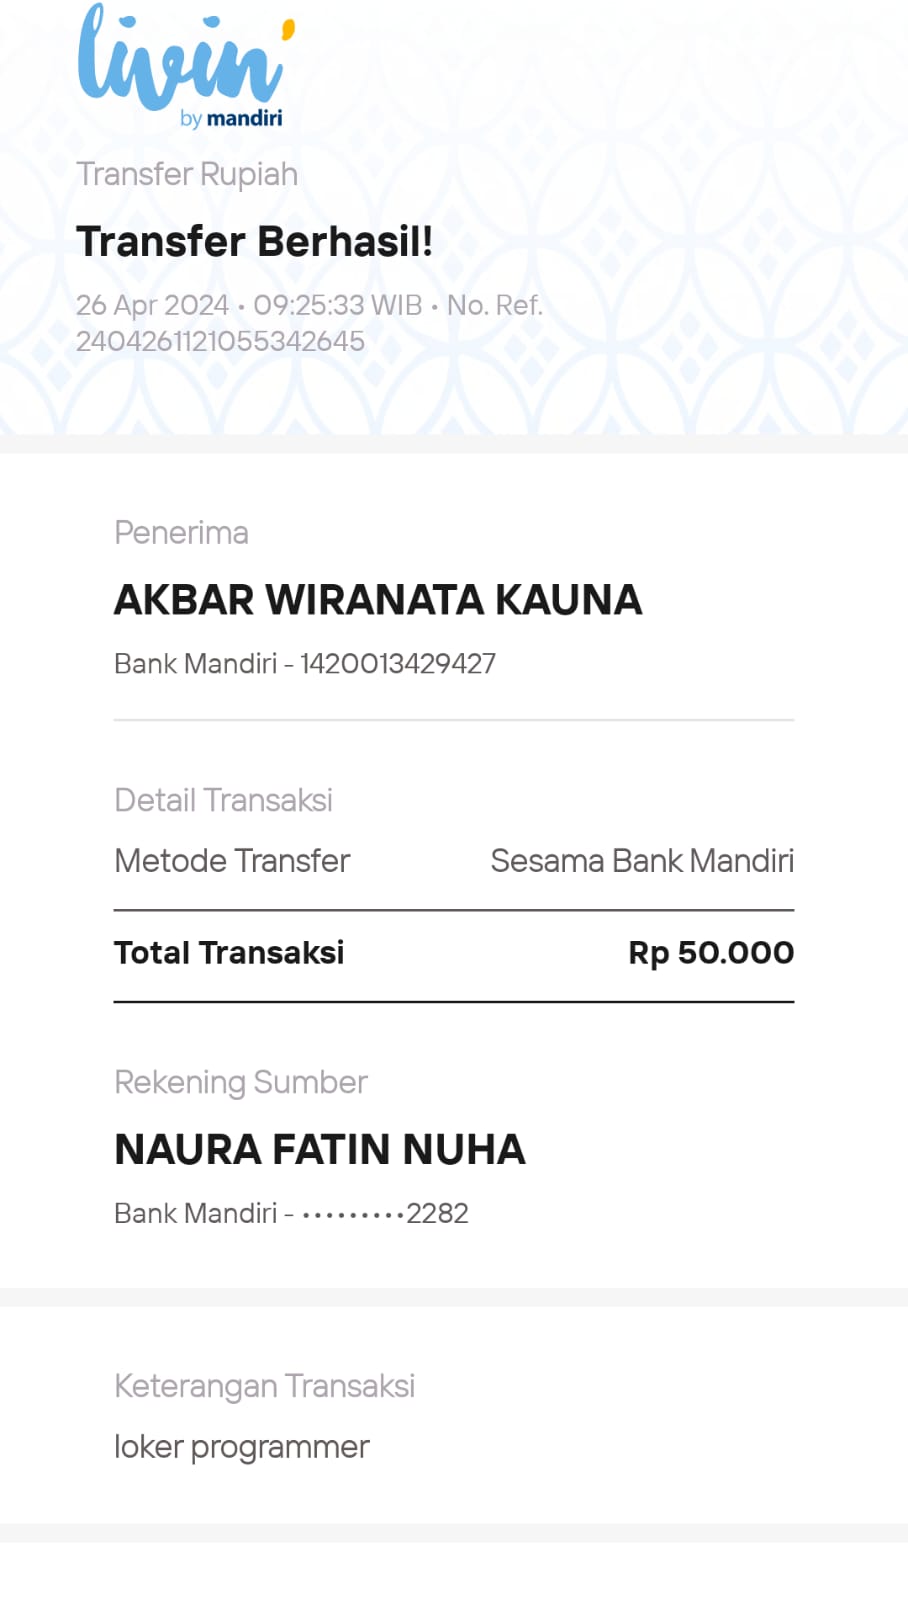 livin'
by mandiri
Transfer Rupiah
Transfer Berhasil!
26 Apr 2024 • 09:25:33 WIB • No. Ref.
2404261121055342645
Penerima
AKBAR WIRANATA KAUNA
Bank Mandiri - 1420013429427
Detail Transaksi
Metode Transfer Sesama Bank Mandiri
Total Transaksi Rp 50.000
Rekening Sumber
NAURA FATIN NUHA
Bank Mandiri - •••••••••2282
Keterangan Transaksi
loker programmer